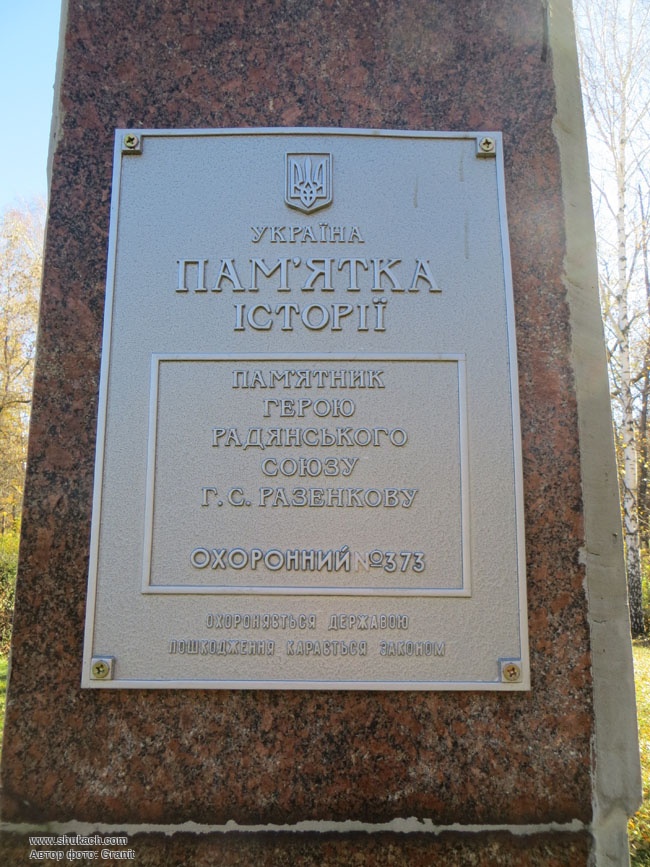 УКРАЇНА
ПАМ'ЯТКА
ІСТОРІЇ
ПАМ'ЯТНИК
ГЕРОЮ
РАДЯНСЬКОГО
СОЮЗУ
Г. С. РАЗЕНКОВУ
ОХОРОННИЙ №373
ОХОРОНЯЄТЬСЯ ДЕРЖАВОЮ
ПОШКОДЖЕННЯ КАРАЄТЬСЯ ЗАКОНОМ
www.shukach.com
Автор фото: Granit